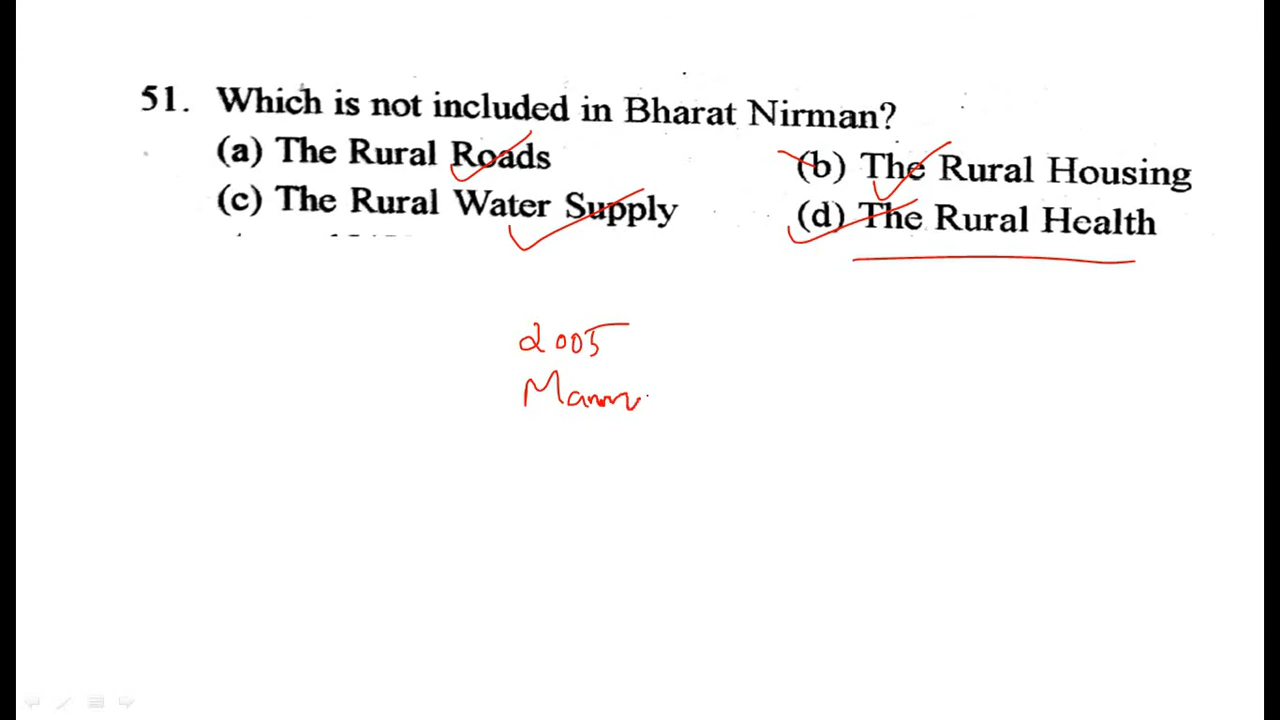 51. Which is not included in Bharat Nirman?
(a) The Rural Roads (b) The Rural Housing
(c) The Rural Water Supply (d) The Rural Health
2005